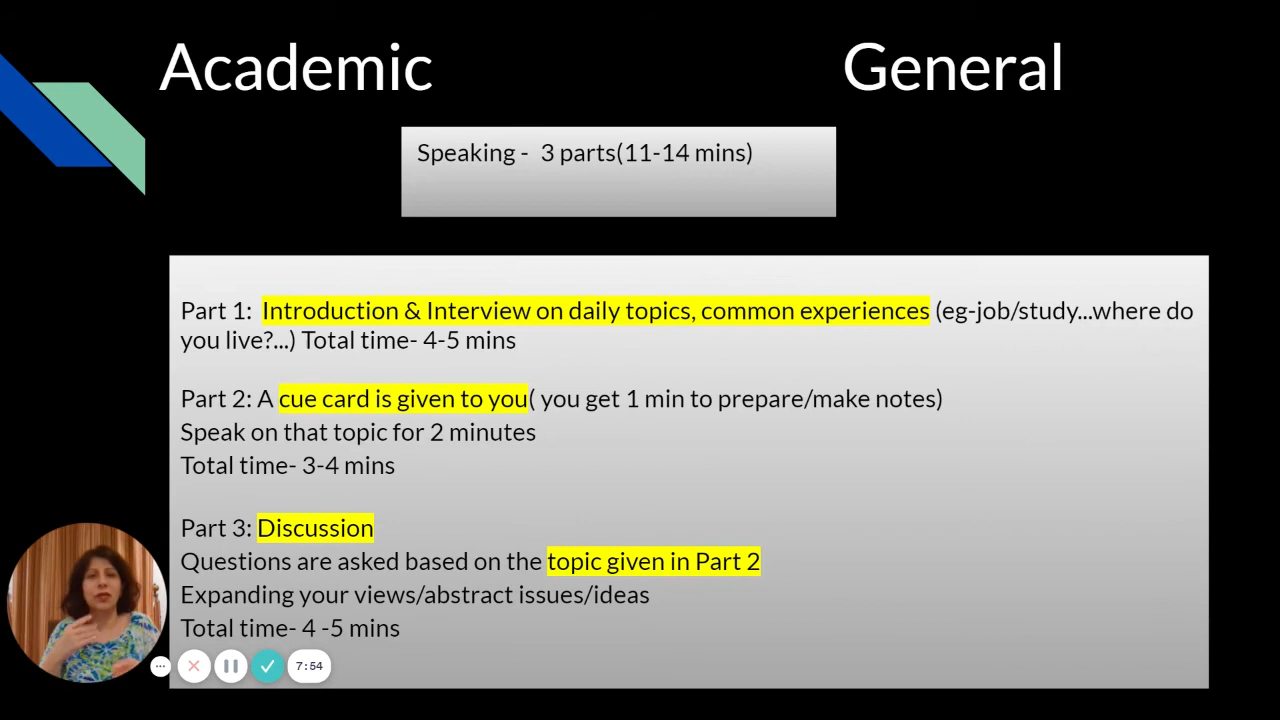 Academic
General
Speaking -  3 parts(11-14 mins)
Part 1:  Introduction & Interview on daily topics, common experiences (eg-job/study...where do
you live?...) Total time- 4-5 mins
Part 2: A cue card is given to you( you get 1 min to prepare/make notes)
Speak on that topic for 2 minutes
Total time- 3-4 mins
Part 3: Discussion
Questions are asked based on the topic given in Part 2
Expanding your views/abstract issues/ideas
Total time- 4 -5 mins
7:54